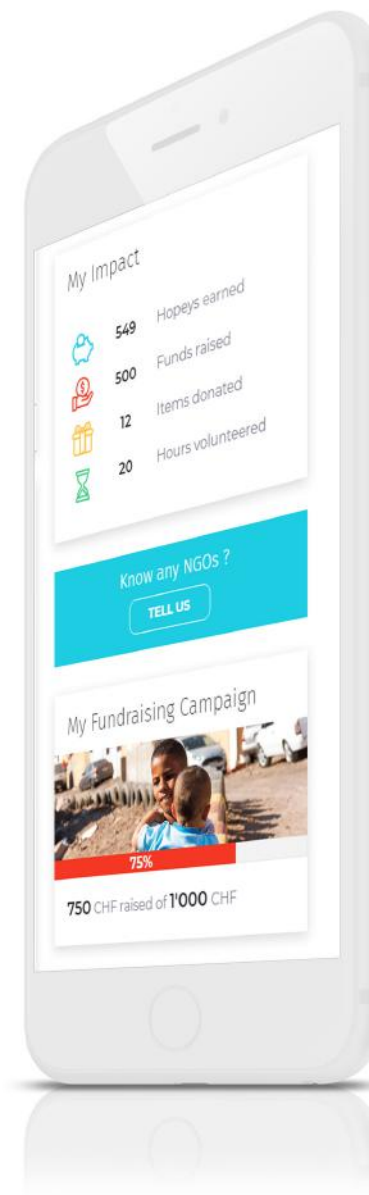 My Impact
549 Hopeys earned
500 Funds raised
12 Items donated
20 Hours volunteered
Know any NGOs ?
TELL US
My Fundraising Campaign
75%
750 CHF raised of 1'000 CHF